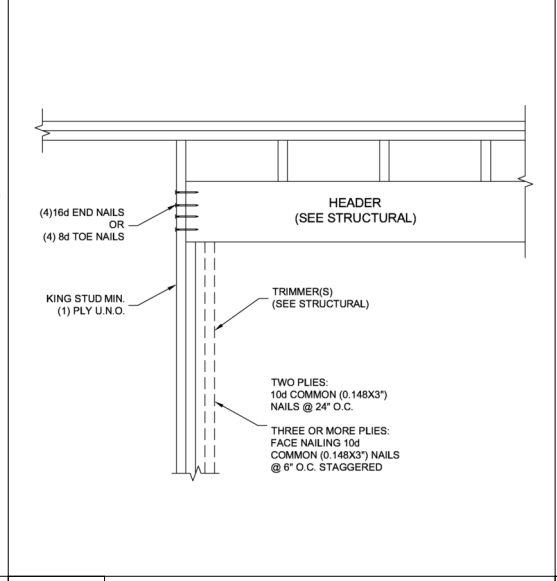 (4)16d END NAILS
OR
(4) 8d TOE NAILS
HEADER
(SEE STRUCTURAL)
KING STUD MIN.
(1) PLY U.N.O.
TRIMMER(S)
(SEE STRUCTURAL)
TWO PLIES:
10d COMMON (0.148X3")
NAILS @ 24" O.C.
THREE OR MORE PLIES:
FACE NAILING 10d
COMMON (0.148X3") NAILS
@ 6" O.C. STAGGERED